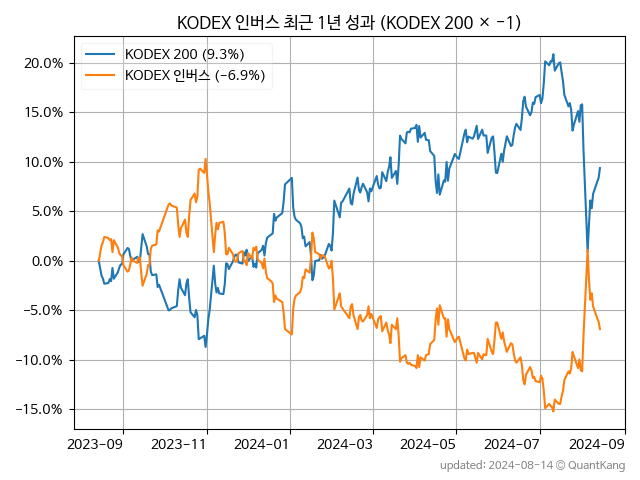 KODEX 인버스 최근 1년 성과 (KODEX 200 × -1)
KODEX 200 (9.3%)
KODEX 인버스 (-6.9%)
20.0%
15.0%
10.0%
5.0%
0.0%
-5.0%
-10.0%
-15.0%
2023-09 2023-11 2024-01 2024-03 2024-05 2024-07 2024-09
updated: 2024-08-14 © QuantKang